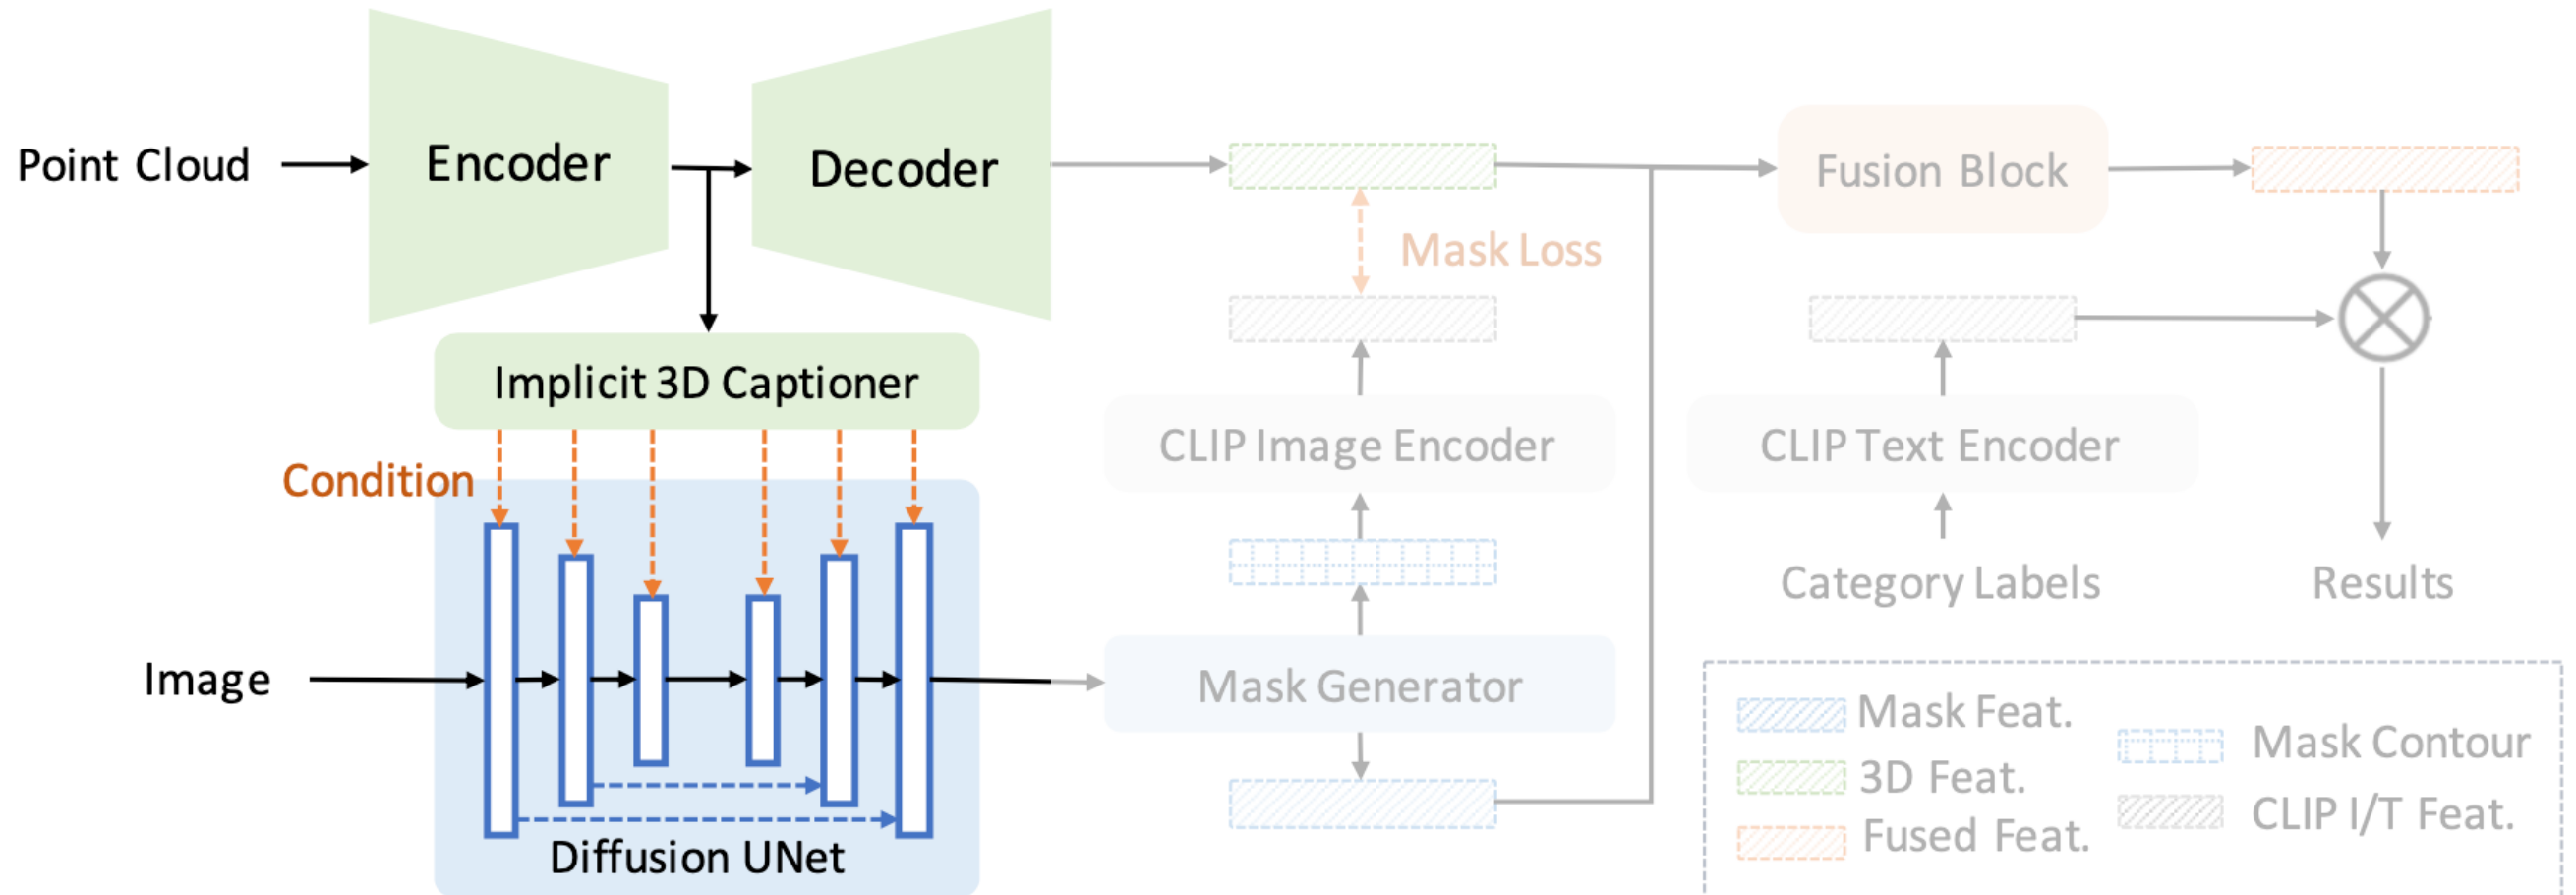 Point Cloud
Encoder
Decoder
Fusion Block
Mask Loss
Implicit 3D Captioner
Condition
CLIP Image Encoder
CLIP Text Encoder
Category Labels
Results
Image
Mask Generator
Diffusion UNet
Mask Feat.
3D Feat.
Fused Feat.
Mask Contour
CLIP I/T Feat.